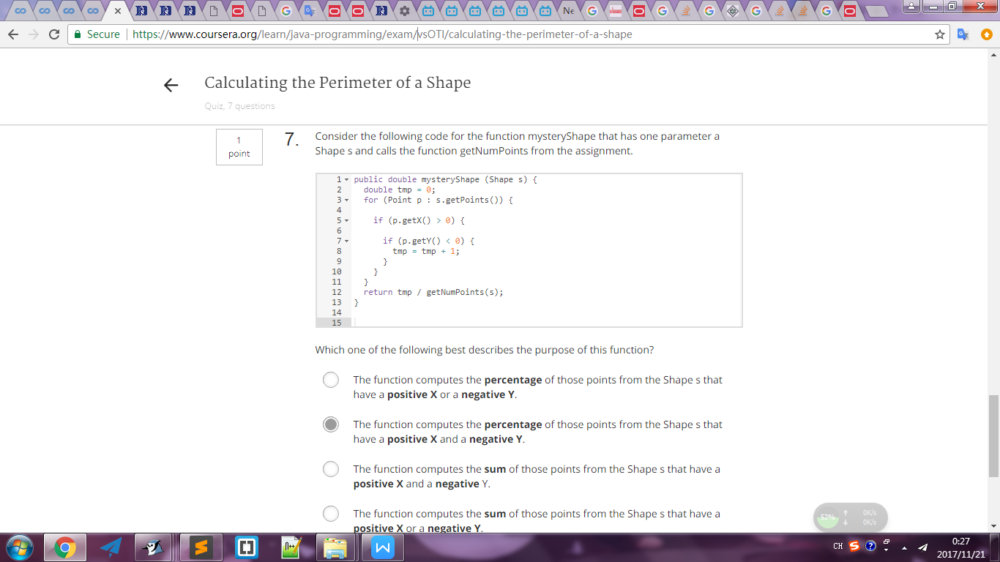 Ne
Secure | https://www.coursera.org/learn/java-programming/exam/vsOTl/calculating-the-perimeter-of-a-shape
Calculating the Perimeter of a Shape
Quiz, 7 questions
1
point
7.
Consider the following code for the function mysteryShape that has one parameter a
Shape s and calls the function getNumPoints from the assignment.
1 public double mysteryShape (Shape s) {
2 double tmp = 0;
3 for (Point p : s.getPoints()) {
4
5 if (p.getX() > 0) {
6
7 if (p.getY() < 0) {
8 tmp = tmp + 1;
9 }
10 }
11 }
12 return tmp / getNumPoints(s);
13 }
14
15
Which one of the following best describes the purpose of this function?
The function computes the percentage of those points from the Shape s that
have a positive X or a negative Y.
The function computes the percentage of those points from the Shape s that
have a positive X and a negative Y.
The function computes the sum of those points from the Shape s that have a
positive X and a negative Y.
The function computes the sum of those points from the Shape s that have a
positive X or a negative Y.
52%
0K/s
0K/s
CH
0:27
2017/11/21